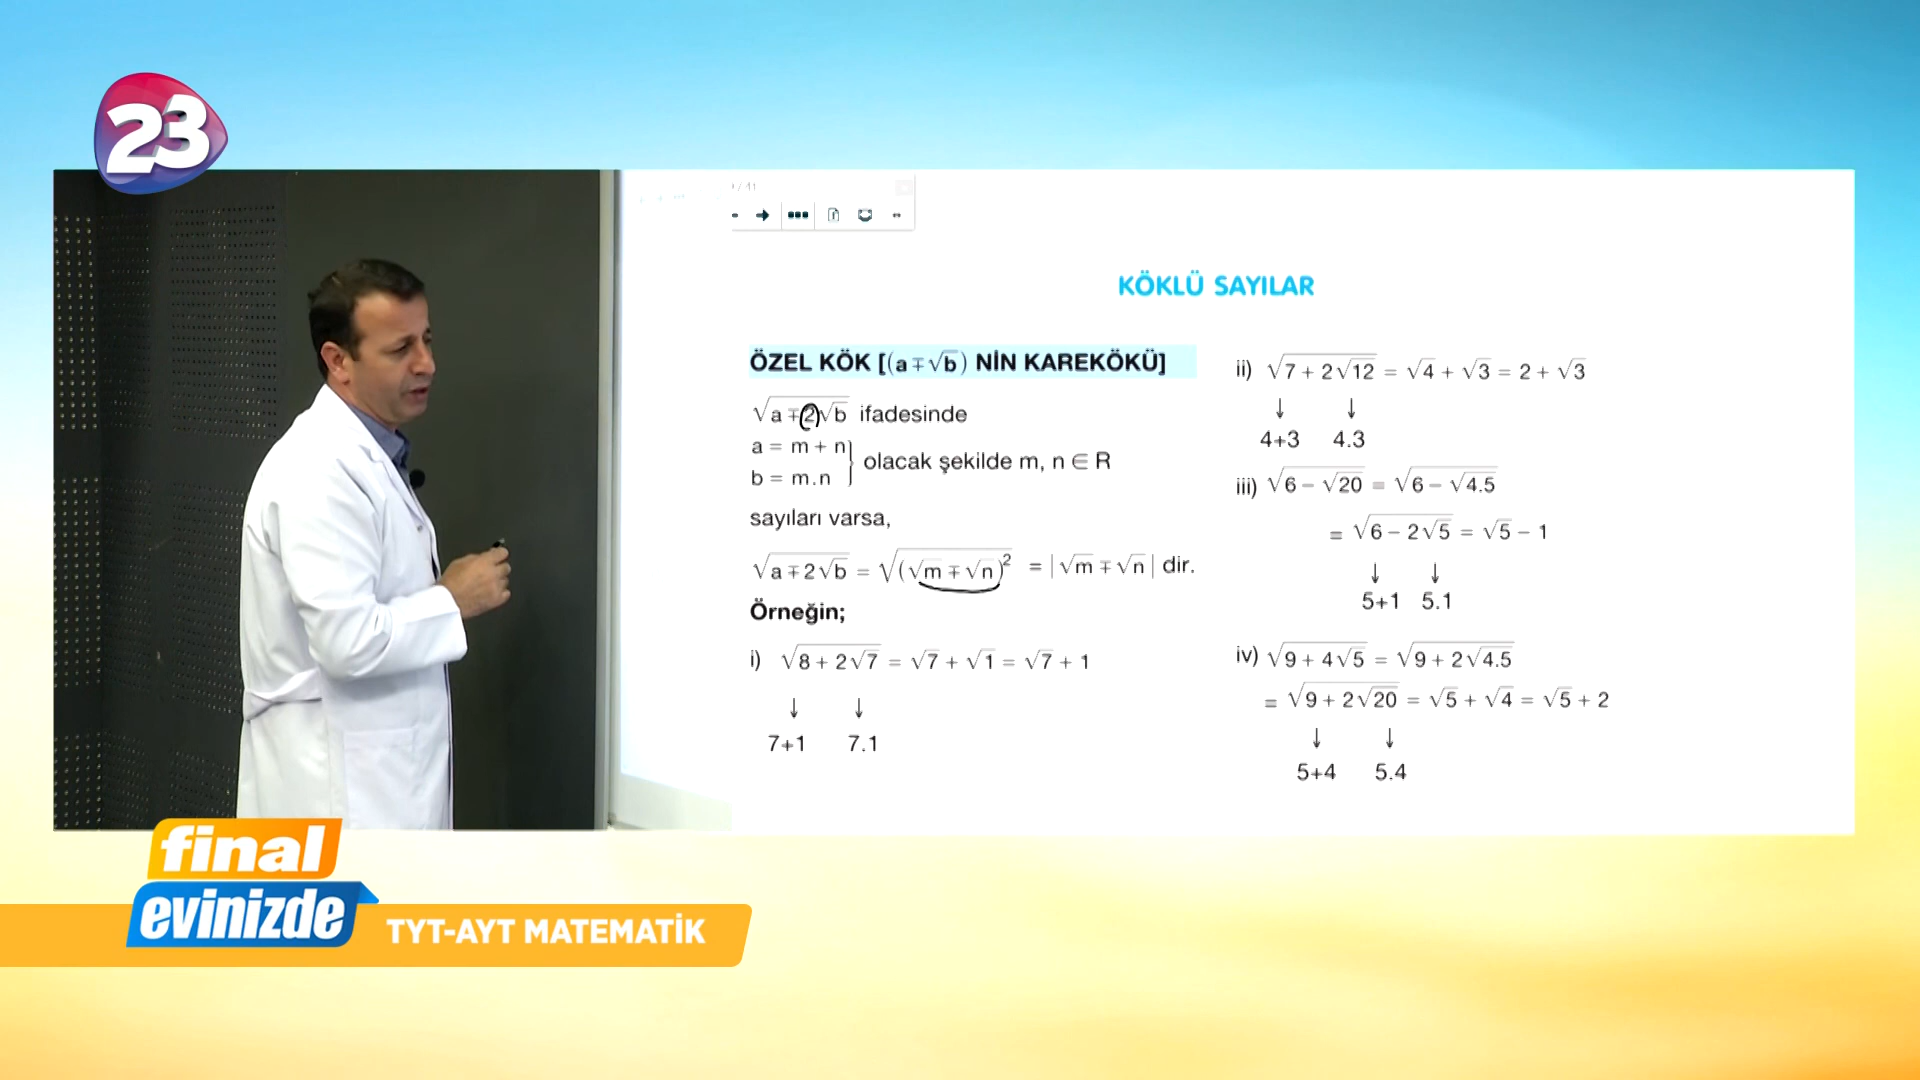 23
9 / 41
KÖKLÜ SAYILAR
ÖZEL KÖK [(a∓√b) NİN KAREKÖKÜ]
√(a∓2√b) ifadesinde
a = m + n
b = m.n
} olacak şekilde m, n ∈ R
sayıları varsa,
√(a∓2√b) = √((√m∓√n)²) = |√m∓√n| dir.
Örneğin;
i) √(8 + 2√7) = √7 + √1 = √7 + 1
↓ ↓
7+1 7.1
ii) √(7 + 2√12) = √4 + √3 = 2 + √3
↓ ↓
4+3 4.3
iii) √(6 − √20) = √(6 − √4.5)
= √(6 − 2√5) = √5 − 1
↓ ↓
5+1 5.1
iv) √(9 + 4√5) = √(9 + 2√4.5)
= √(9 + 2√20) = √5 + √4 = √5 + 2
↓ ↓
5+4 5.4
final
evinizde
TYT-AYT MATEMATİK